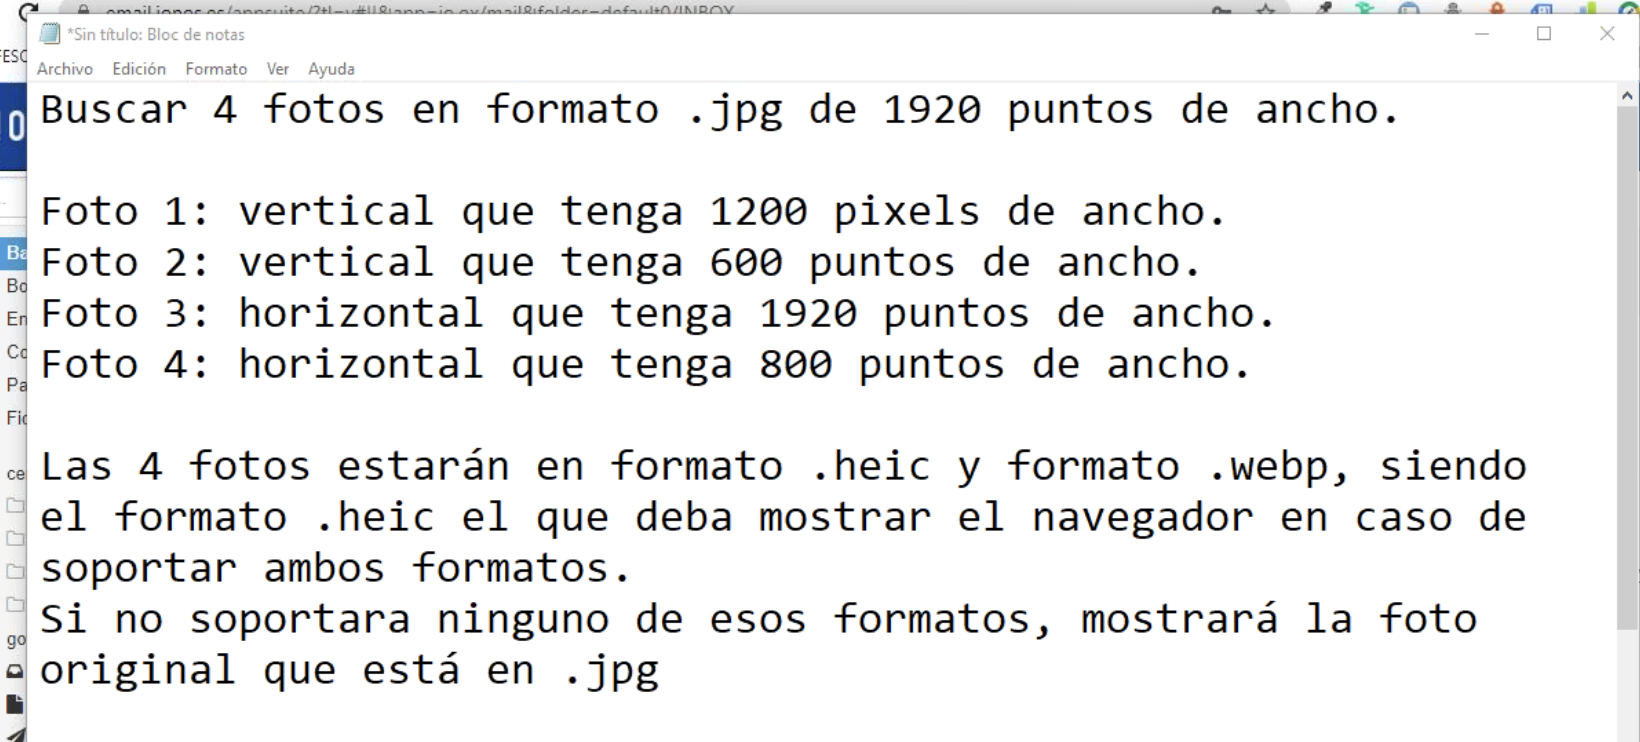 *Sin título: Bloc de notas
Archivo Edición Formato Ver Ayuda
Buscar 4 fotos en formato .jpg de 1920 puntos de ancho.
Foto 1: vertical que tenga 1200 pixels de ancho.
Foto 2: vertical que tenga 600 puntos de ancho.
Foto 3: horizontal que tenga 1920 puntos de ancho.
Foto 4: horizontal que tenga 800 puntos de ancho.
Las 4 fotos estarán en formato .heic y formato .webp, siendo
el formato .heic el que deba mostrar el navegador en caso de
soportar ambos formatos.
Si no soportara ninguno de esos formatos, mostrará la foto
original que está en .jpg